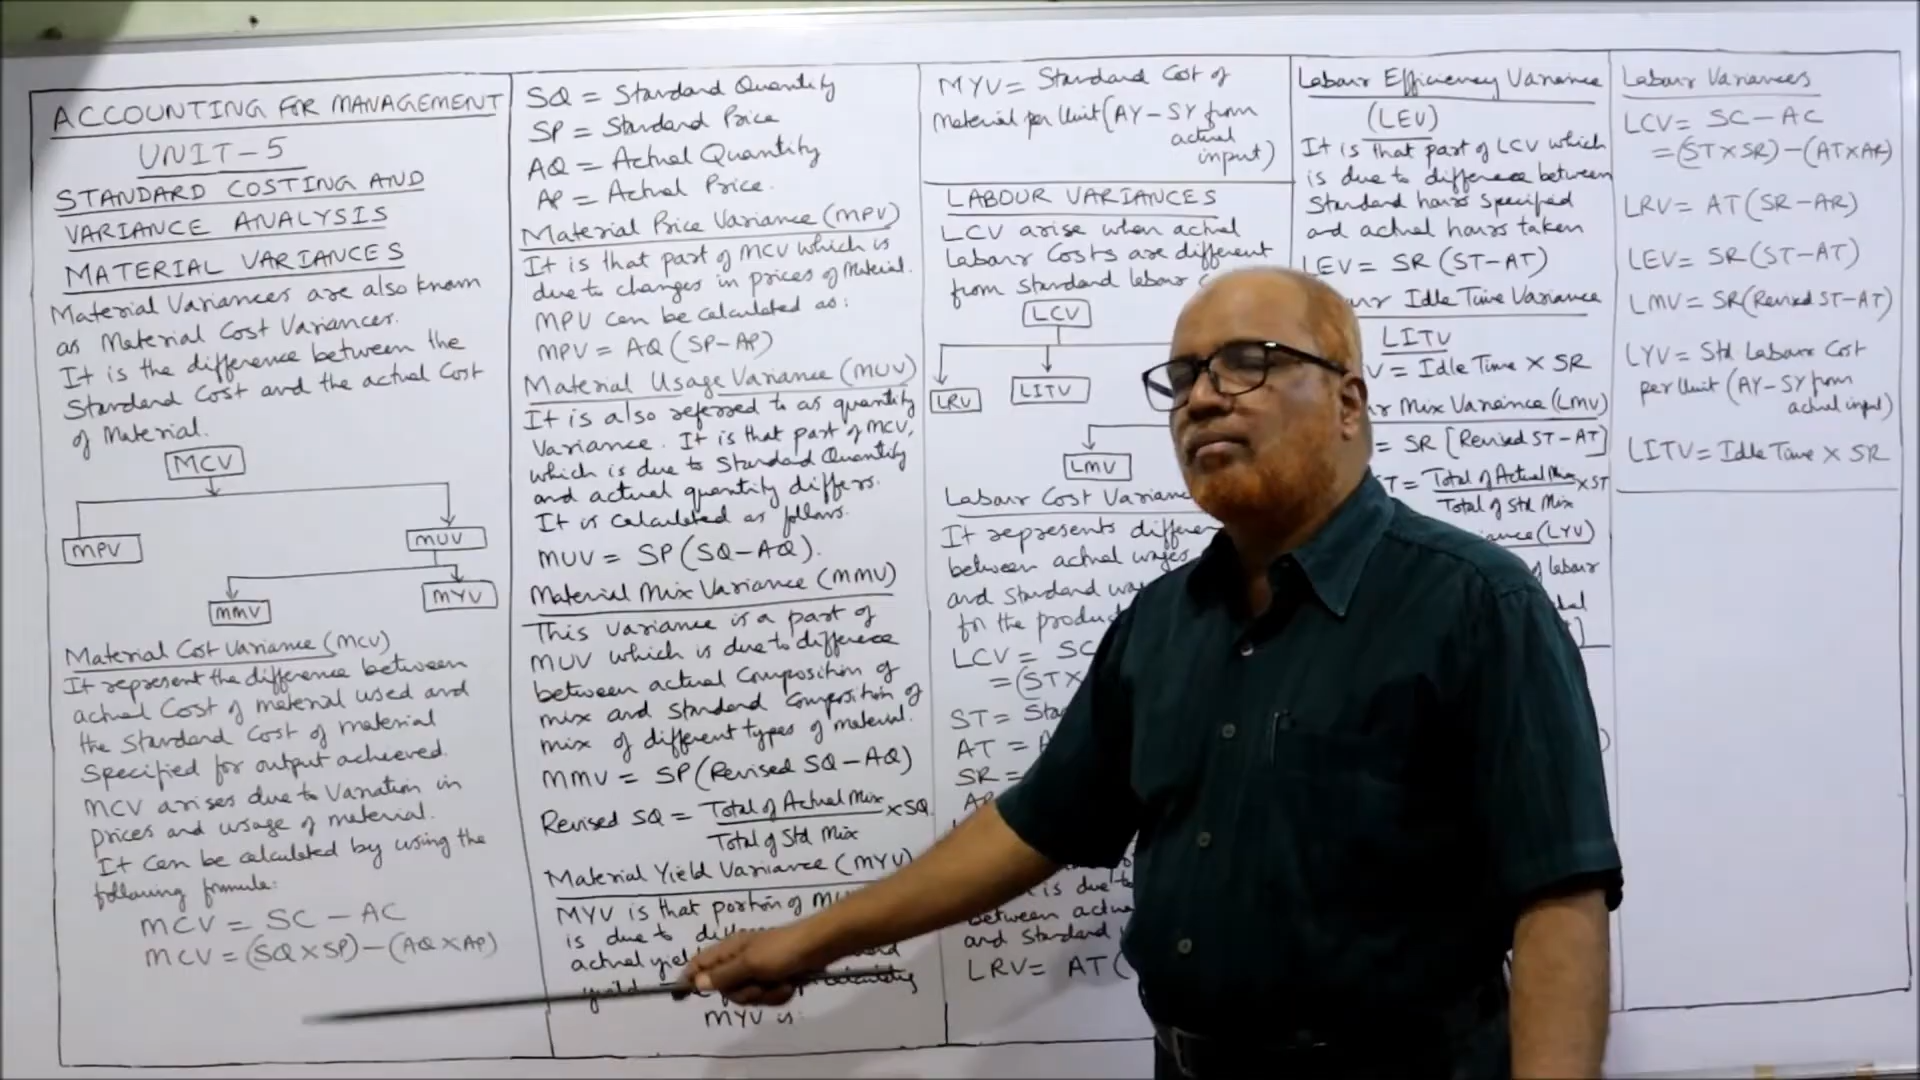 ACCOUNTING FOR MANAGEMENT
UNIT-5
STANDARD COSTING AND
VARIANCE ANALYSIS
MATERIAL VARIANCES
Material Variances are also known
as Material Cost Variances.
It is the difference between the
Standard Cost and the actual Cost
of Material.
MCV
MPV
MUV
MMV
MYV
Material Cost Variance (MCV)
It represent the difference between
actual Cost of material used and
the Standard Cost of material
Specified for output achieved.
MCV arises due to Variation in
prices and usage of material.
It can be calculated by using the
following formula:
MCV = SC - AC
MCV = (SQ X SP) - (AQ X AP)
SQ = Standard Quantity
SP = Standard Price
AQ = Actual Quantity
AP = Actual Price.
Material Price Variance (MPV)
It is that part of MCV which is
due to changes in prices of Material.
MPV can be calculated as:
MPV = AQ (SP-AP)
Material Usage Variance (MUV)
It is also referred to as quantity
Variance. It is that part of MCV,
which is due to Standard Quantity
and actual quantity differs.
It is calculated as follows.
MUV = SP (SQ-AQ).
Material Mix Variance (MMV)
This variance is a part of
MUV which is due to difference
between actual Composition of
mix and Standard Composition of
mix of different types of material.
MMV = SP (Revised SQ - AQ)
Revised SQ = Total of Actual Mix / Total of Std Mix X SQ
Material Yield Variance (MYV)
MYV is that portion of
is due to
actual
MYV is:
MYV = Standard Cost of
Material per Unit (AY - SY from
actual
input)
LABOUR VARIANCES
LCV arise when actual
Labour Costs are different
from Standard labour
LCV
LRV
LITV
LMV
Labour Cost
It represents
between actual wages
and Standard
for the
LCV = SC
= (ST X
ST =
AT =
SR =
is due to
between
and Standard
LRV = AT (
Labour Efficiency Variance
(LEV)
It is that part of LCV which
is due to difference between
Standard hours Specified
and actual hours taken
LEV = SR (ST-AT)
Idle Time Variance
LITV
= Idle Time X SR
Mix Variance (LMV)
= SR [Revised ST - AT]
= Total of Actual Mix / Total of Std Mix X ST
(LYV)
of labour
Labour Variances
LCV = SC - AC
= (ST X SR) - (AT X AR)
LRV = AT (SR - AR)
LEV = SR (ST-AT)
LMV = SR (Revised ST-AT)
LYV = Std. Labour Cost
per Unit (AY - SY from
actual input)
LITV = Idle Time X SR